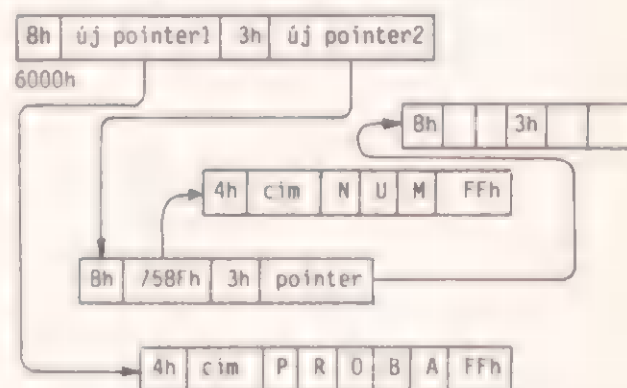 8h új pointer1 3h új pointer2
6000h
8h 3h
4h cim N U M FFh
8h 758Fh 3h pointer
4h cim P R O B A FFh